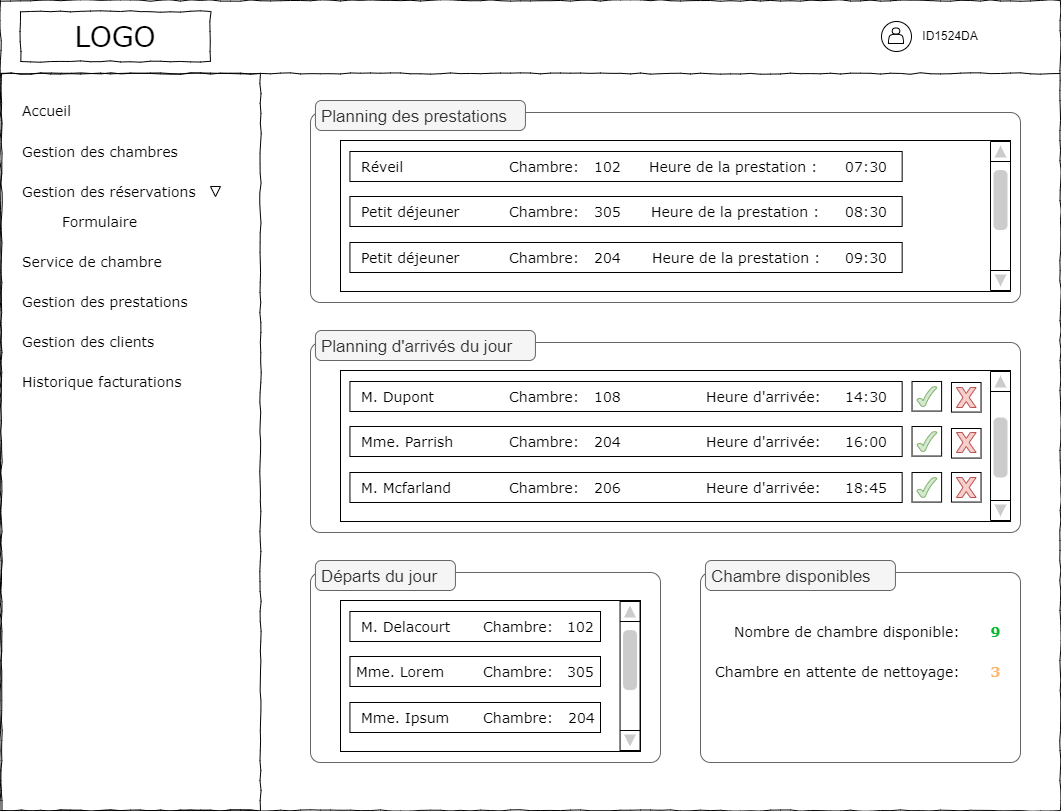 LOGO
ID1524DA
Accueil
Gestion des chambres
Gestion des réservations
Formulaire
Service de chambre
Gestion des prestations
Gestion des clients
Historique facturations
Planning des prestations
Réveil Chambre: 102 Heure de la prestation : 07:30
Petit déjeuner Chambre: 305 Heure de la prestation : 08:30
Petit déjeuner Chambre: 204 Heure de la prestation : 09:30
Planning d'arrivés du jour
M. Dupont Chambre: 108 Heure d'arrivée: 14:30
Mme. Parrish Chambre: 204 Heure d'arrivée: 16:00
M. Mcfarland Chambre: 206 Heure d'arrivée: 18:45
Départs du jour
M. Delacourt Chambre: 102
Mme. Lorem Chambre: 305
Mme. Ipsum Chambre: 204
Chambre disponibles
Nombre de chambre disponible: 9
Chambre en attente de nettoyage: 3